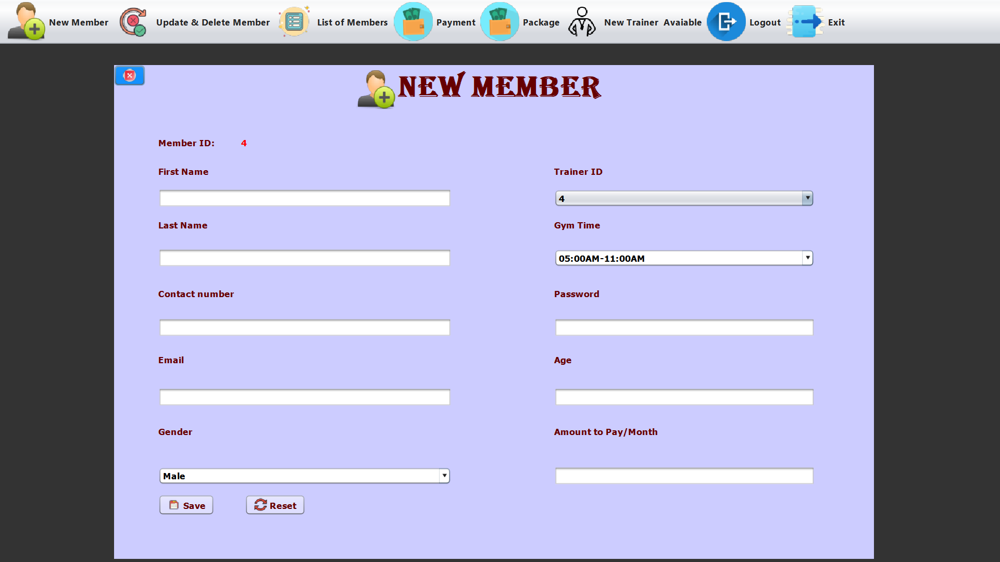 New Member Update & Delete Member List of Members Payment Package New Trainer Avaiable Logout Exit
NEW MEMBER
Member ID: 4
First Name
Trainer ID
4
Last Name
Gym Time
05:00AM-11:00AM
Contact number
Password
Email
Age
Gender
Amount to Pay/Month
Male
Save Reset